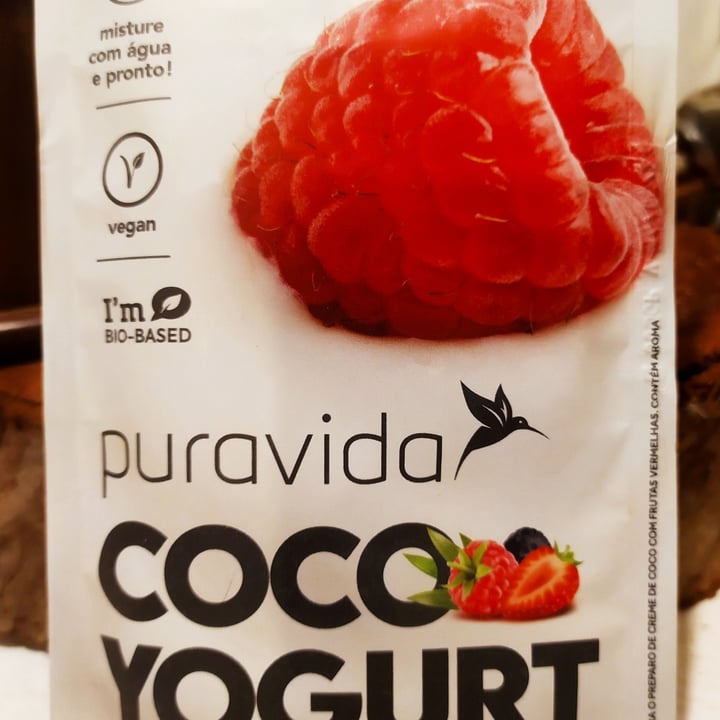 misture
com água
e pronto!
vegan
I'm
BIO-BASED
puravida
COCO
YOGURT
O PREPARO DE CREME DE COCO COM FRUTAS VERMELHAS. CONTÉM AROMA